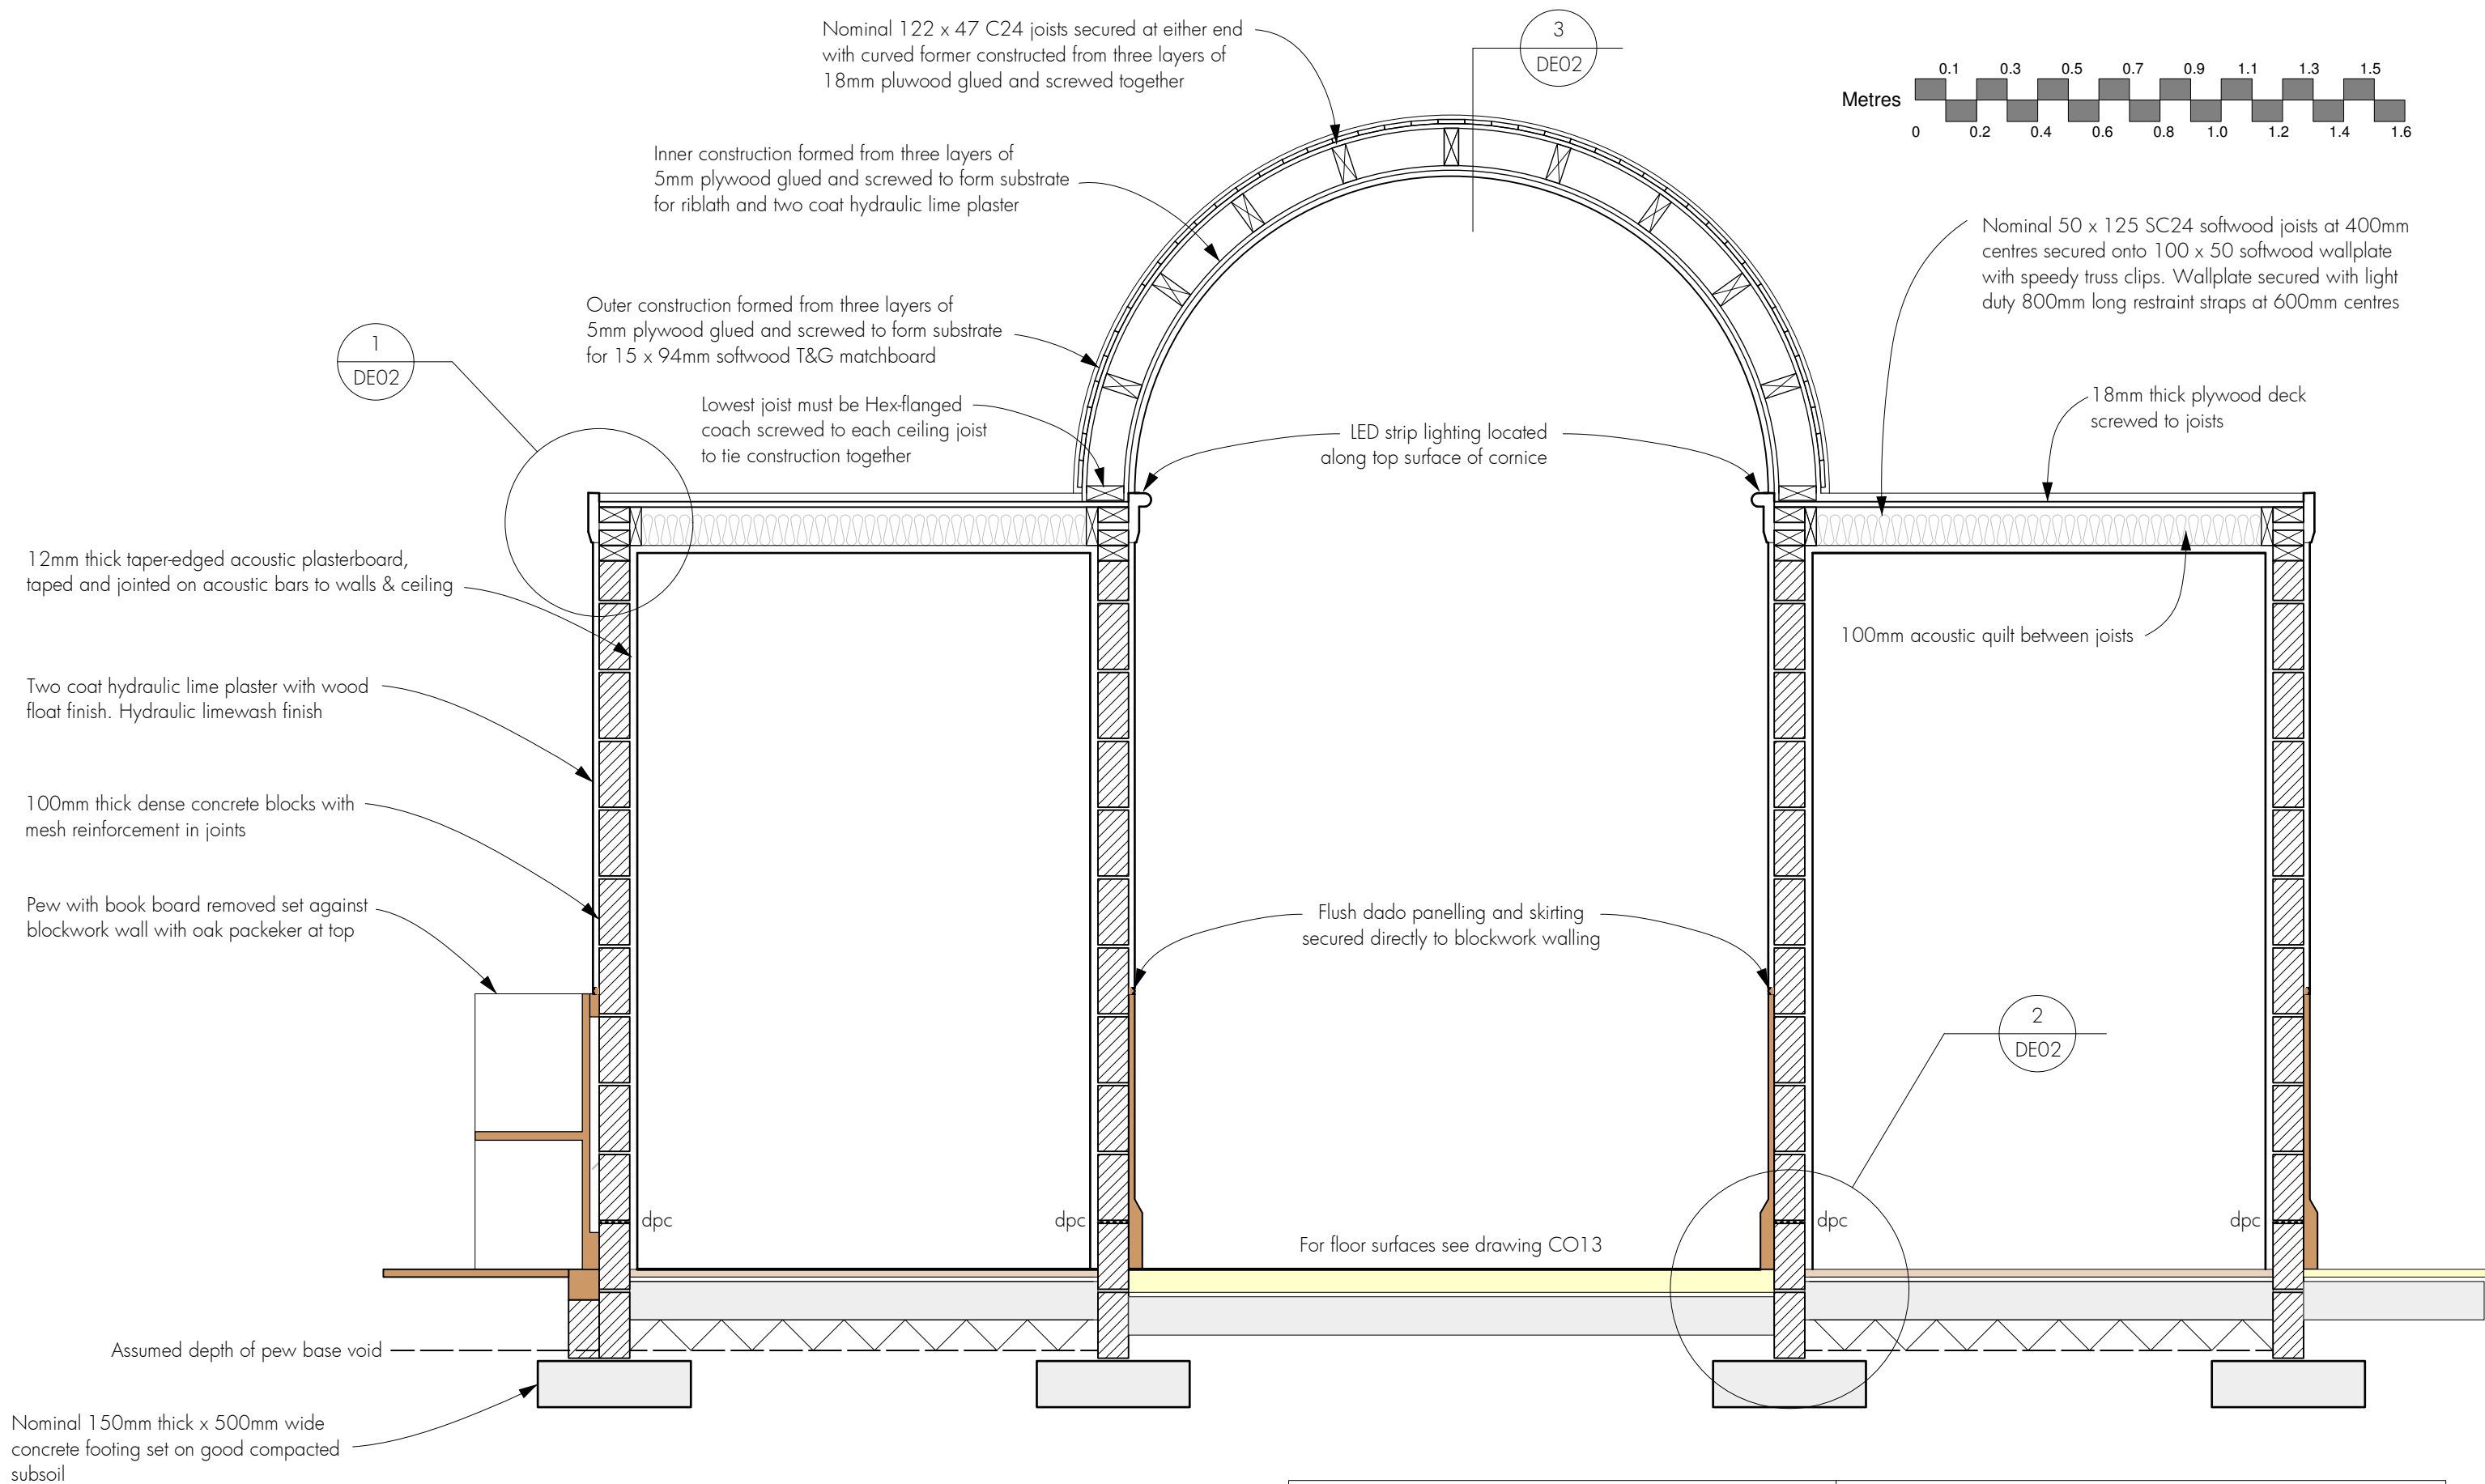 Nominal 122 x 47 C24 joists secured at either end
with curved former constructed from three layers of
18mm pluwood glued and screwed together
3
DE02
Metres
0.1 0.3 0.5 0.7 0.9 1.1 1.3 1.5
0 0.2 0.4 0.6 0.8 1.0 1.2 1.4 1.6
Inner construction formed from three layers of
5mm plywood glued and screwed to form substrate
for riblath and two coat hydraulic lime plaster
Nominal 50 x 125 SC24 softwood joists at 400mm
centres secured onto 100 x 50 softwood wallplate
with speedy truss clips. Wallplate secured with light
duty 800mm long restraint straps at 600mm centres
Outer construction formed from three layers of
5mm plywood glued and screwed to form substrate
for 15 x 94mm softwood T&G matchboard
1
DE02
Lowest joist must be Hex-flanged
coach screwed to each ceiling joist
to tie construction together
LED strip lighting located
along top surface of cornice
18mm thick plywood deck
screwed to joists
12mm thick taper-edged acoustic plasterboard,
taped and jointed on acoustic bars to walls & ceiling
100mm acoustic quilt between joists
Two coat hydraulic lime plaster with wood
float finish. Hydraulic limewash finish
100mm thick dense concrete blocks with
mesh reinforcement in joints
Pew with book board removed set against
blockwork wall with oak packeker at top
Flush dado panelling and skirting
secured directly to blockwork walling
2
DE02
dpc
dpc
dpc
dpc
For floor surfaces see drawing CO13
Assumed depth of pew base void
Nominal 150mm thick x 500mm wide
concrete footing set on good compacted
subsoil